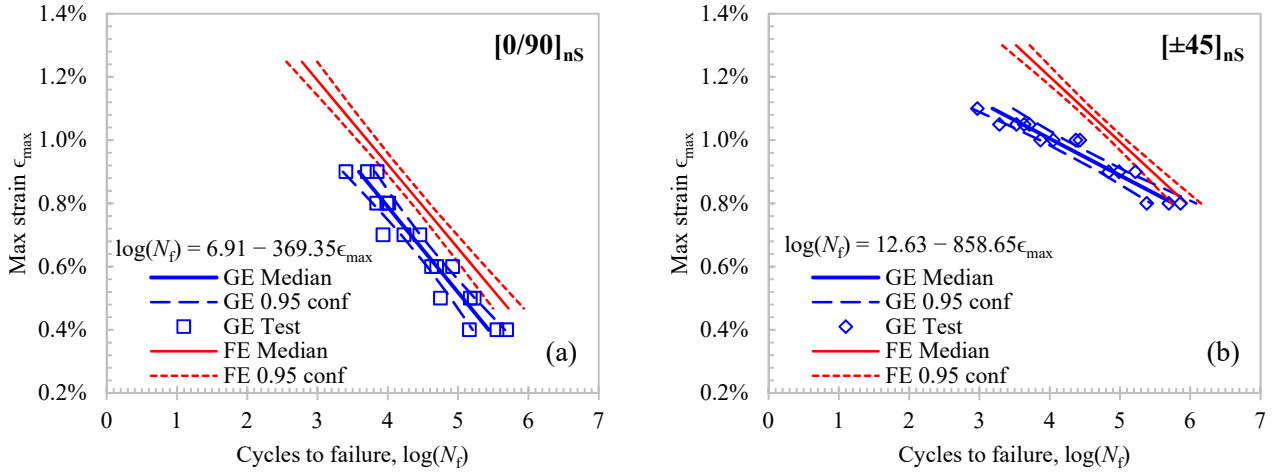 1.4%
1.2%
1.0%
0.8%
0.6%
0.4%
0.2%
Max strain ϵmax
[0/90]nS
log(Nf) = 6.91 − 369.35ϵmax
GE Median
GE 0.95 conf
GE Test
FE Median
FE 0.95 conf
(a)
0 1 2 3 4 5 6 7
Cycles to failure, log(Nf)
1.4%
1.2%
1.0%
0.8%
0.6%
0.4%
0.2%
Max strain ϵmax
[±45]nS
log(Nf) = 12.63 − 858.65ϵmax
GE Median
GE 0.95 conf
GE Test
FE Median
FE 0.95 conf
(b)
0 1 2 3 4 5 6 7
Cycles to failure, log(Nf)